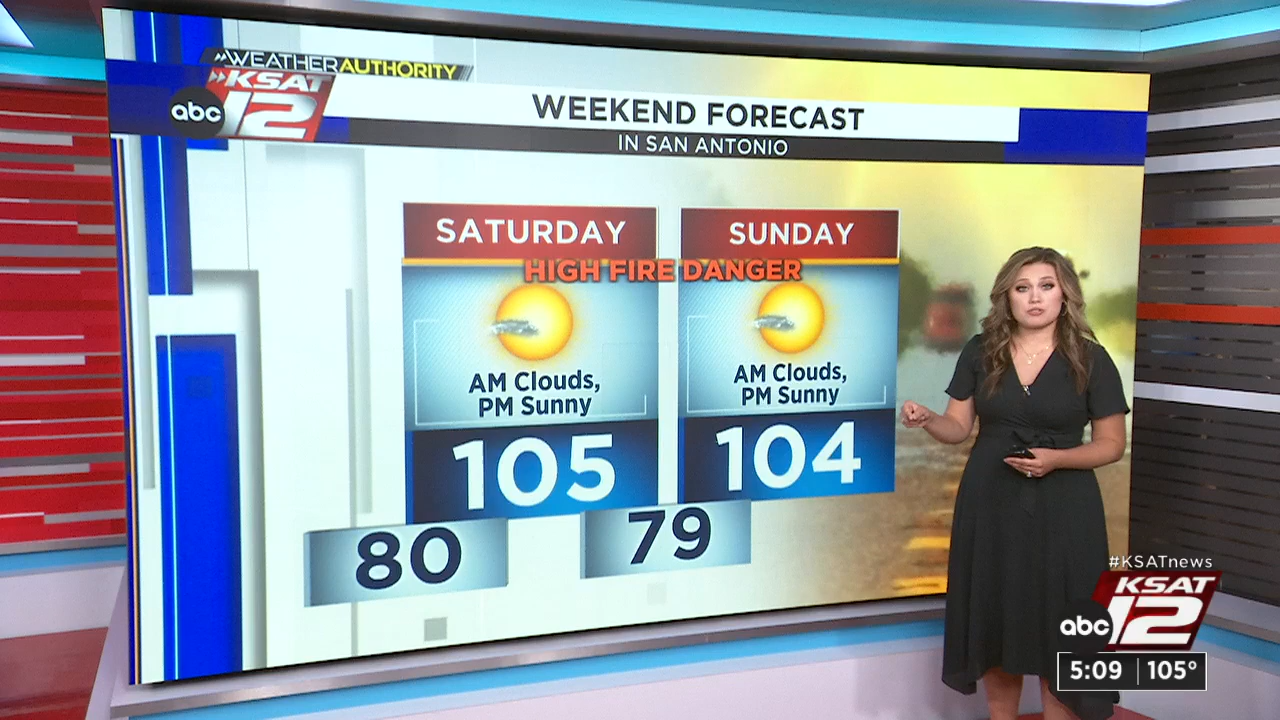 WEATHER AUTHORITY
KSAT
abc 12
WEEKEND FORECAST
IN SAN ANTONIO
SATURDAY
SUNDAY
HIGH FIRE DANGER
AM Clouds,
PM Sunny
AM Clouds,
PM Sunny
105
104
80
79
#KSATnews
KSAT
abc 12
5:09 105°